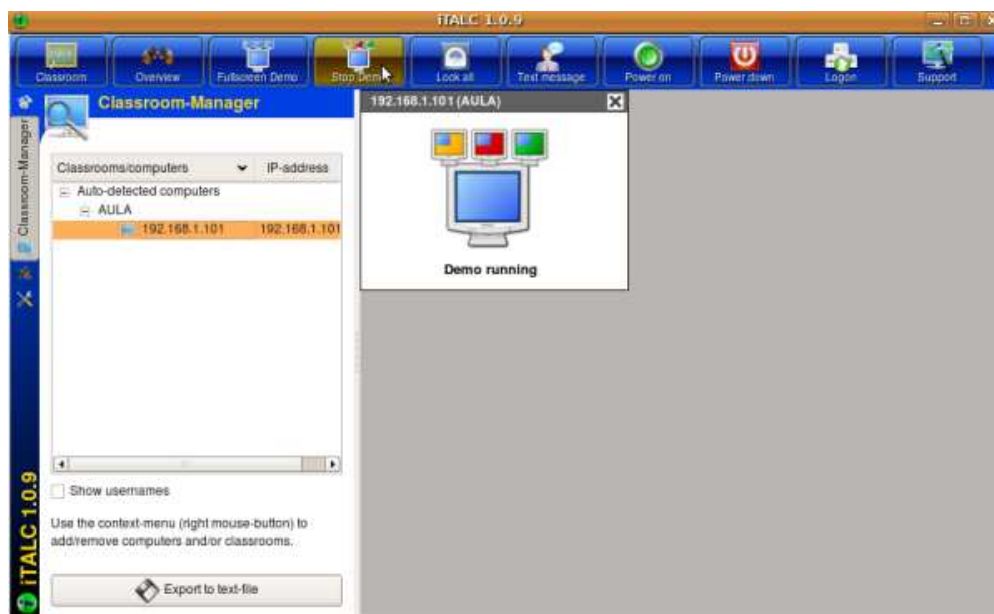 iTALC 1.0.9
Classroom
Overview
Fullscreen Demo
Stop Demo
Lock all
Text message
Power on
Power down
Logon
Support
Classroom-Manager
Classroom-Manager
Classrooms/computers
IP-address
Auto-detected computers
AULA
192.168.1.101 192.168.1.101
Show usernames
Use the context-menu (right mouse-button) to
add/remove computers and/or classrooms.
Export to text-file
iTALC 1.0.9
192.168.1.101 (AULA)
Demo running